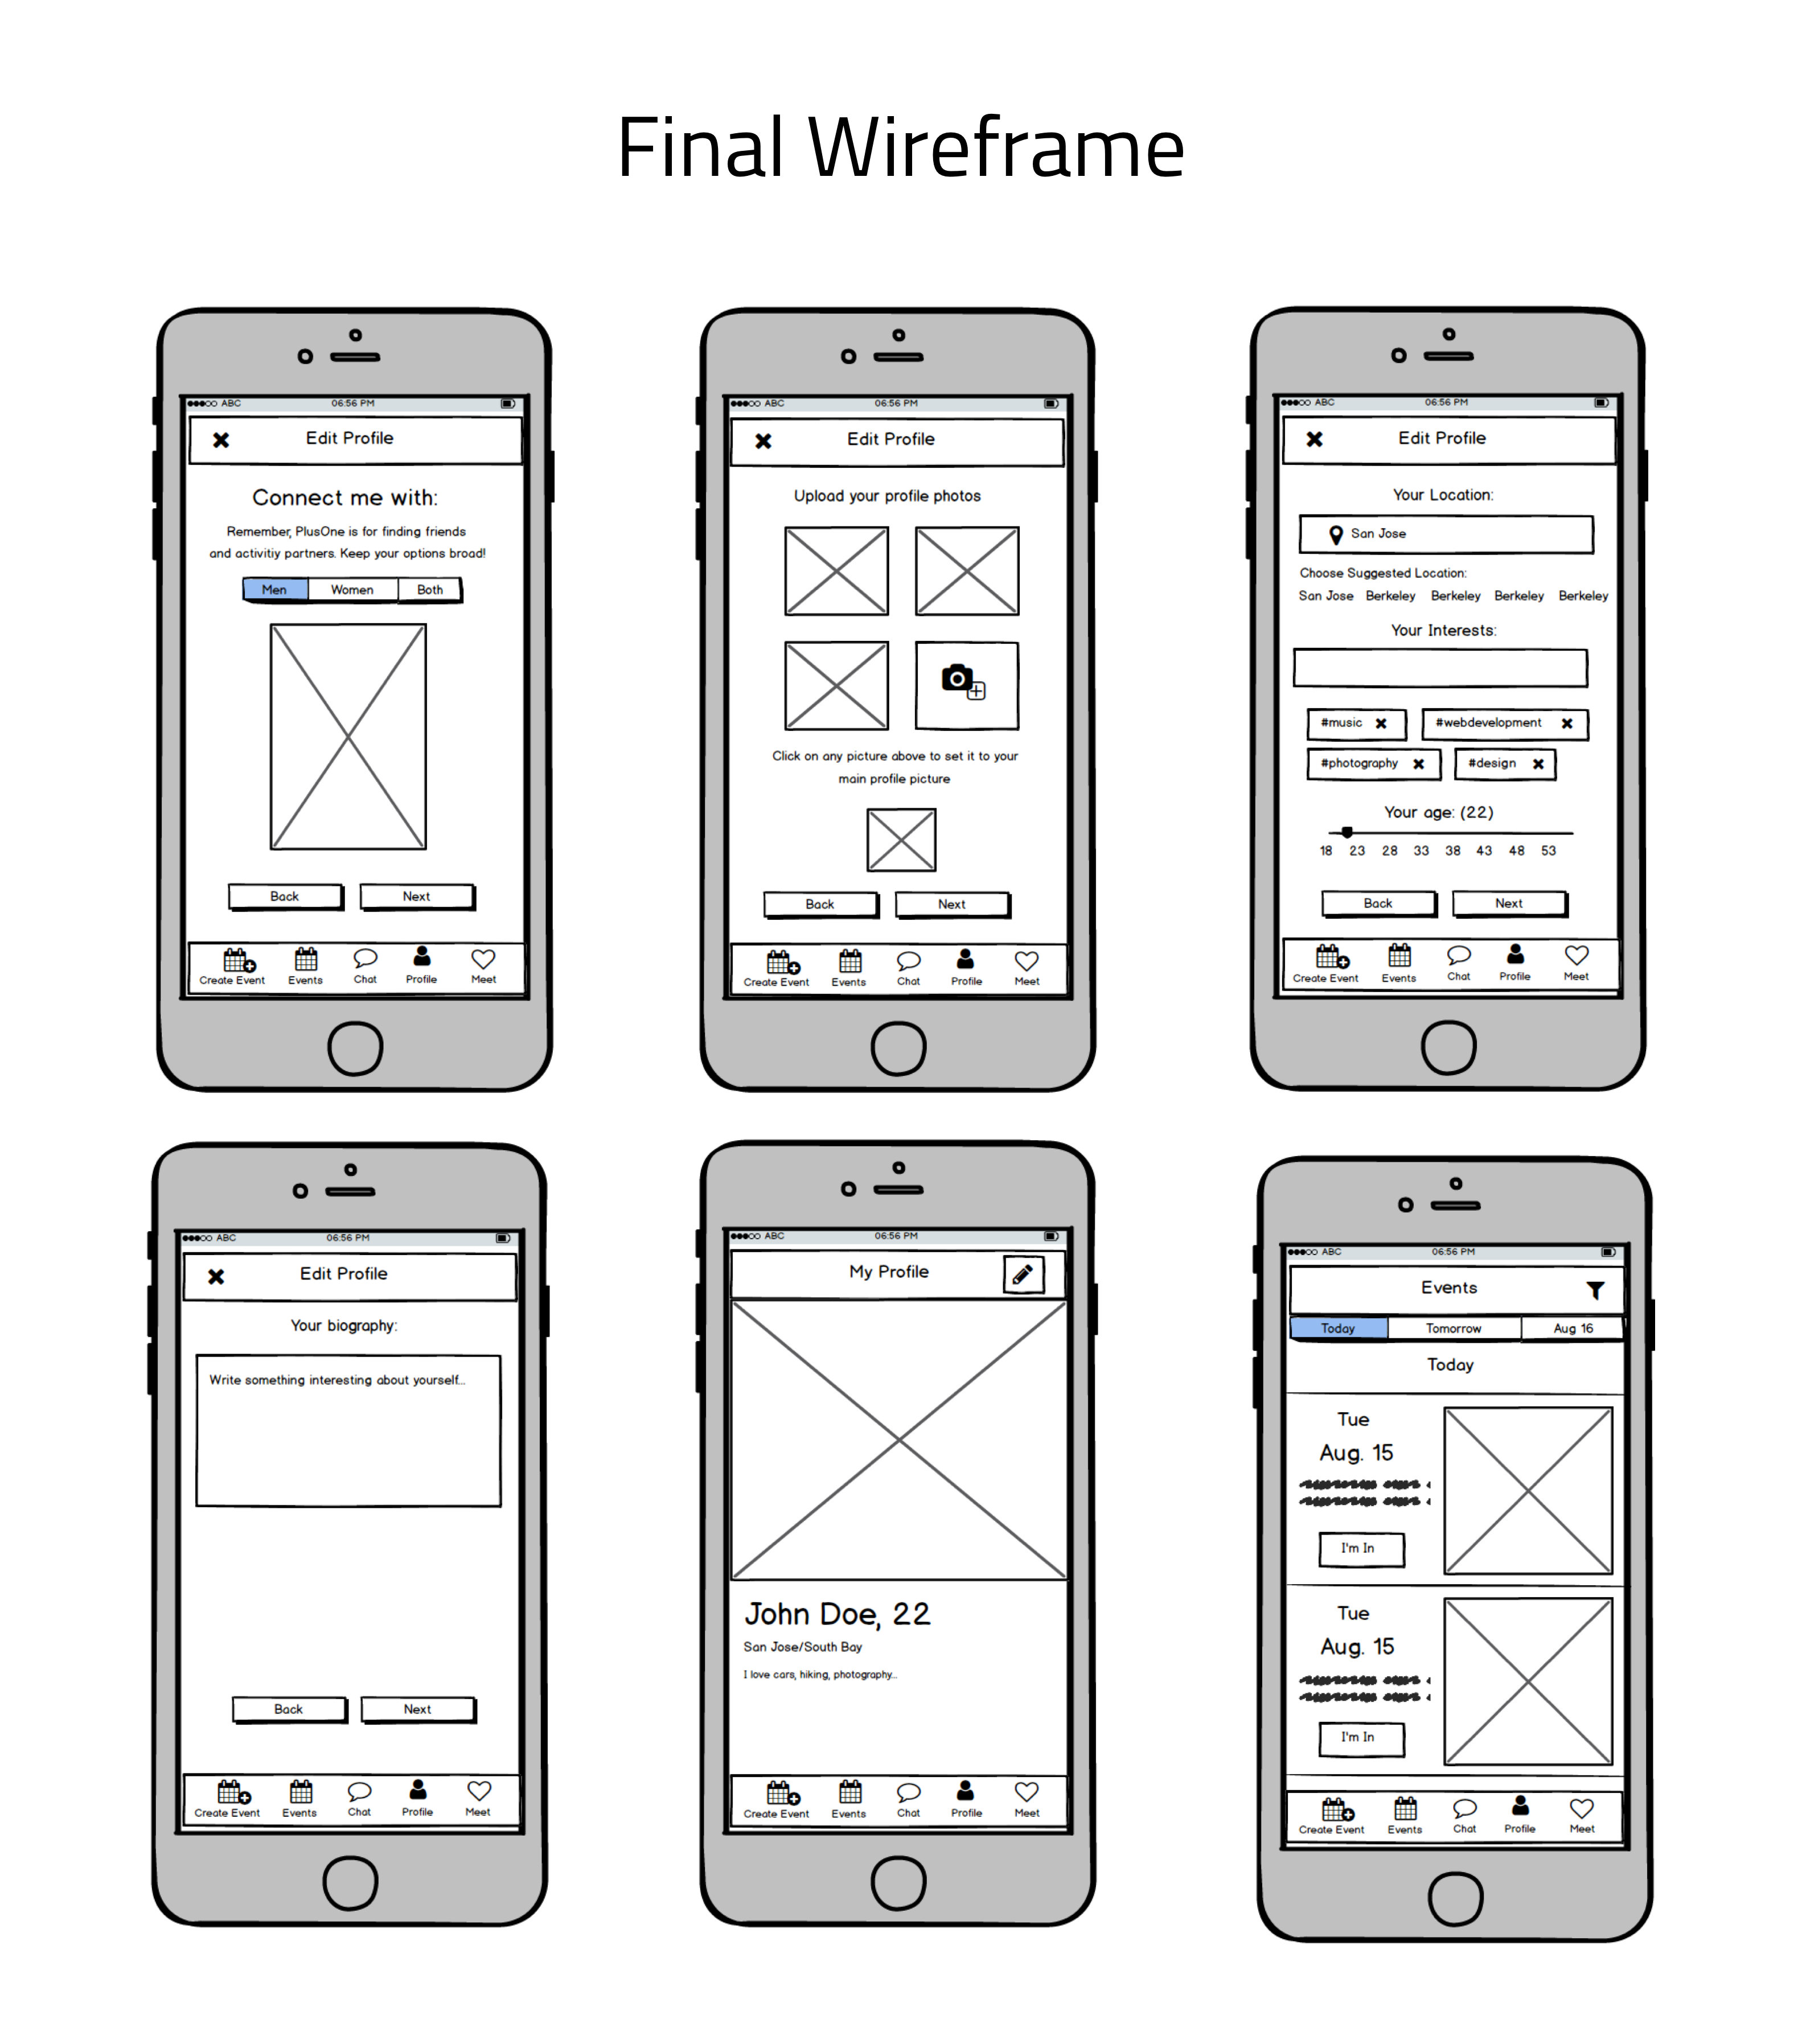 Final Wireframe
ABC 06:56 PM
Edit Profile
Connect me with:
Remember, PlusOne is for finding friends
and activitiy partners. Keep your options broad!
Men Women Both
Back Next
Create Event Events Chat Profile Meet
ABC 06:56 PM
Edit Profile
Upload your profile photos
Click on any picture above to set it to your
main profile picture
Back Next
Create Event Events Chat Profile Meet
ABC 06:56 PM
Edit Profile
Your Location:
San Jose
Choose Suggested Location:
San Jose Berkeley Berkeley Berkeley Berkeley
Your Interests:
#music #webdevelopment
#photography #design
Your age: (22)
18 23 28 33 38 43 48 53
Back Next
Create Event Events Chat Profile Meet
ABC 06:56 PM
Edit Profile
Your biography:
Write something interesting about yourself...
Back Next
Create Event Events Chat Profile Meet
ABC 06:56 PM
My Profile
John Doe, 22
San Jose/South Bay
I love cars, hiking, photography...
Create Event Events Chat Profile Meet
ABC 06:56 PM
Events
Today Tomorrow Aug 16
Today
Tue
Aug. 15
I'm In
Tue
Aug. 15
I'm In
Create Event Events Chat Profile Meet